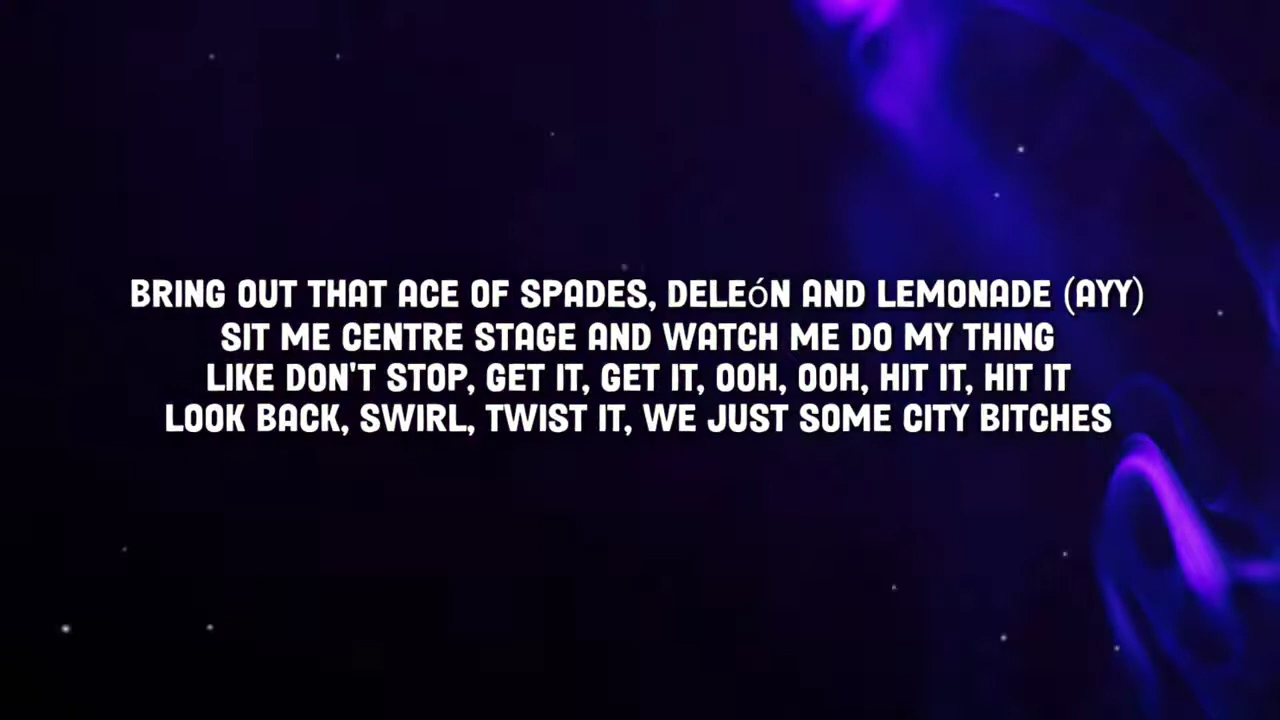 BRING OUT THAT ACE OF SPADES, DELEóN AND LEMONADE (AYY)
SIT ME CENTRE STAGE AND WATCH ME DO MY THING
LIKE DON'T STOP, GET IT, GET IT, OOH, OOH, HIT IT, HIT IT
LOOK BACK, SWIRL, TWIST IT, WE JUST SOME CITY BITCHES